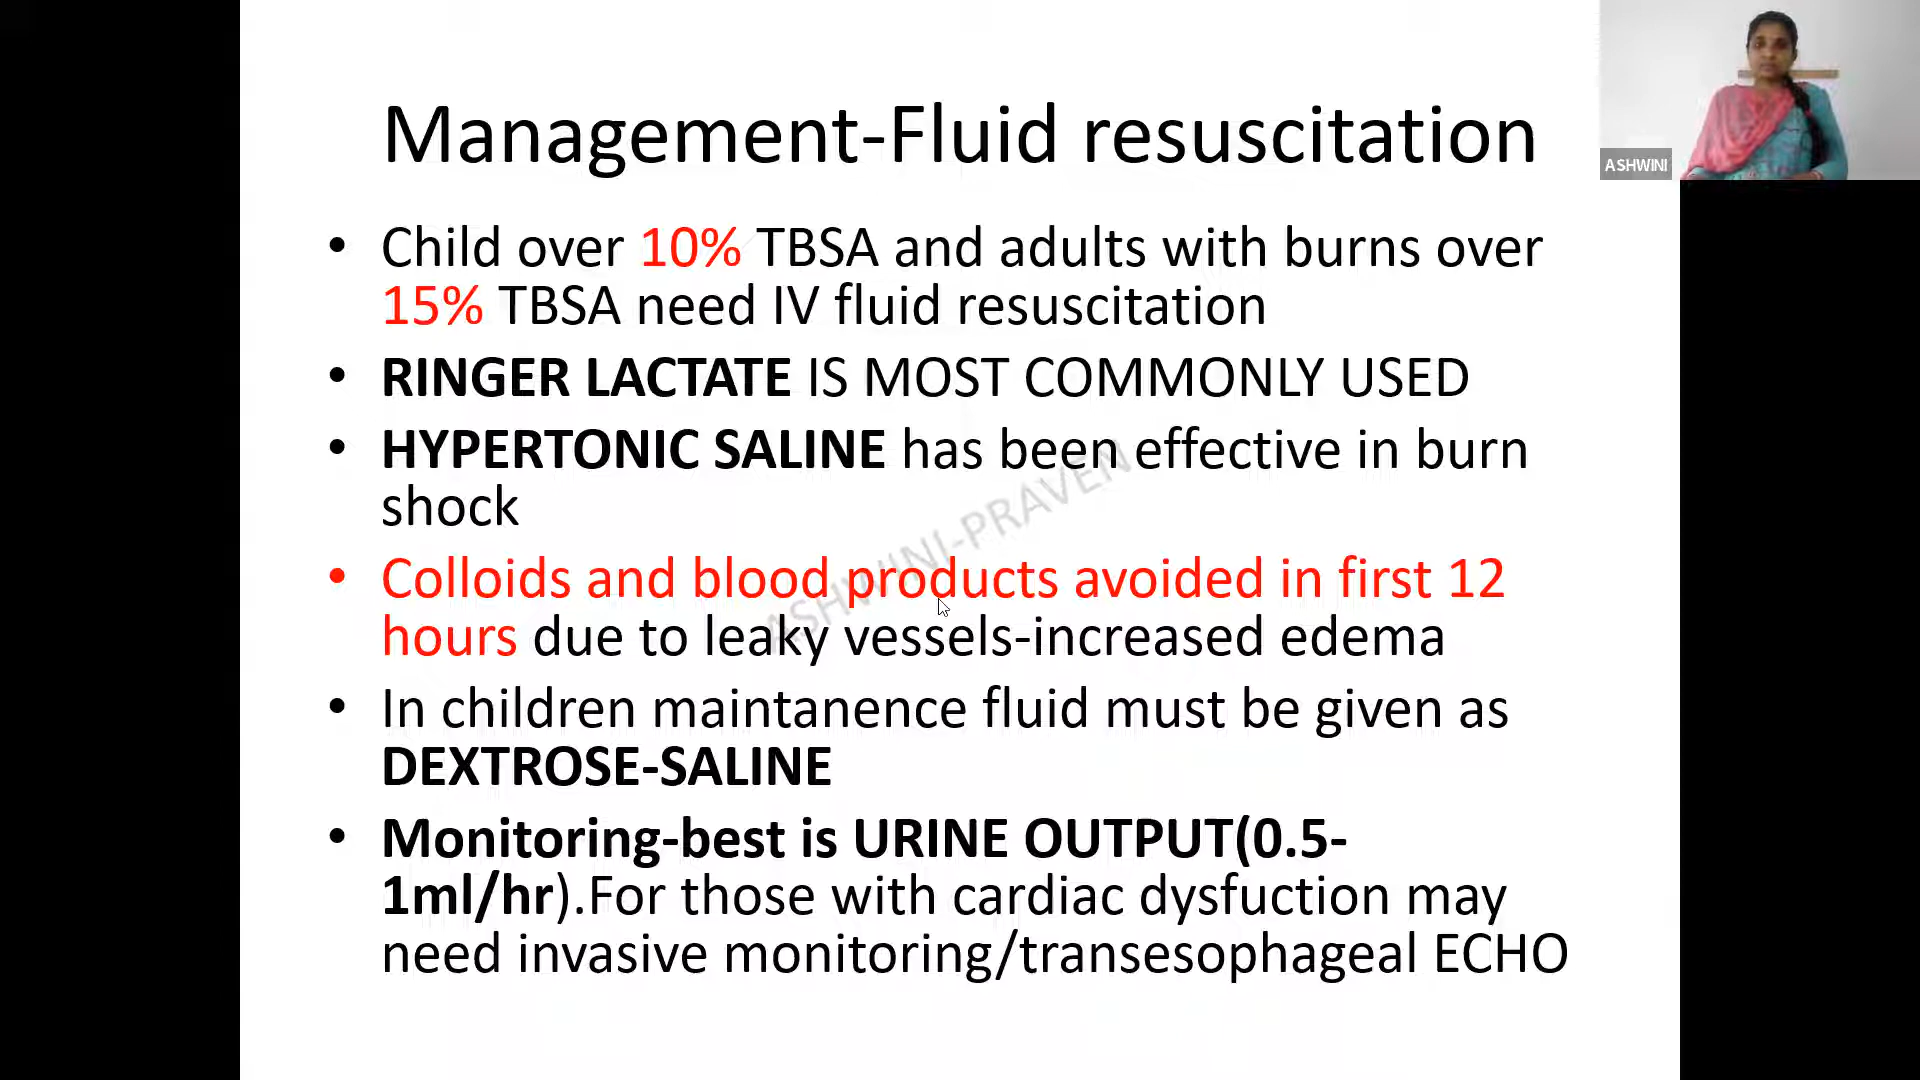 Management-Fluid resuscitation
ASHWINI
• Child over 10% TBSA and adults with burns over
15% TBSA need IV fluid resuscitation
• RINGER LACTATE IS MOST COMMONLY USED
• HYPERTONIC SALINE has been effective in burn
shock
• Colloids and blood products avoided in first 12
hours due to leaky vessels-increased edema
• In children maintanence fluid must be given as
DEXTROSE-SALINE
• Monitoring-best is URINE OUTPUT(0.5-
1ml/hr).For those with cardiac dysfuction may
need invasive monitoring/transesophageal ECHO
ASHWINI-PRAVEN